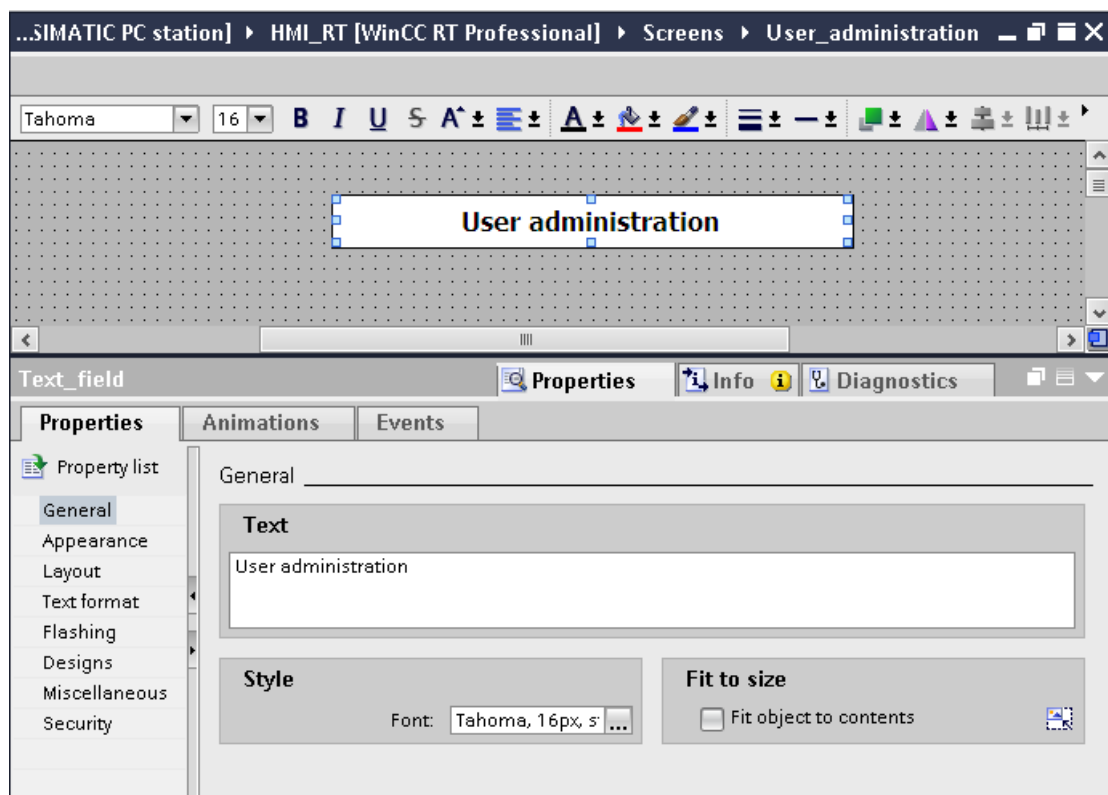 ...SIMATIC PC station] ▸ HMI_RT [WinCC RT Professional] ▸ Screens ▸ User_administration
Tahoma 16 B I U S A A
User administration
Text_field Properties Info Diagnostics
Properties Animations Events
Property list
General
Appearance
Layout
Text format
Flashing
Designs
Miscellaneous
Security
General
Text
User administration
Style
Font: Tahoma, 16px, s ...
Fit to size
Fit object to contents